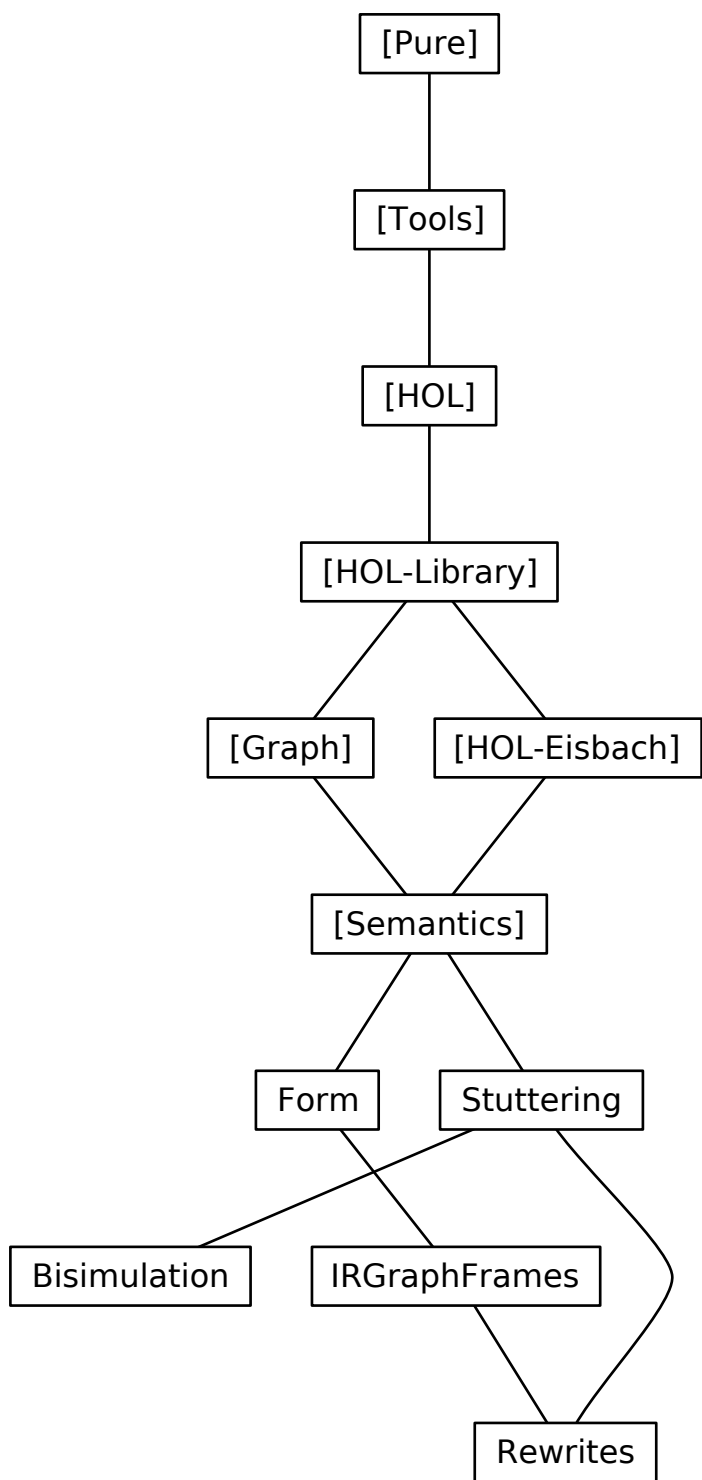 [Pure]
[Tools]
[HOL]
[HOL-Library]
[Graph]
[HOL-Eisbach]
[Semantics]
Form
Stuttering
Bisimulation
IRGraphFrames
Rewrites